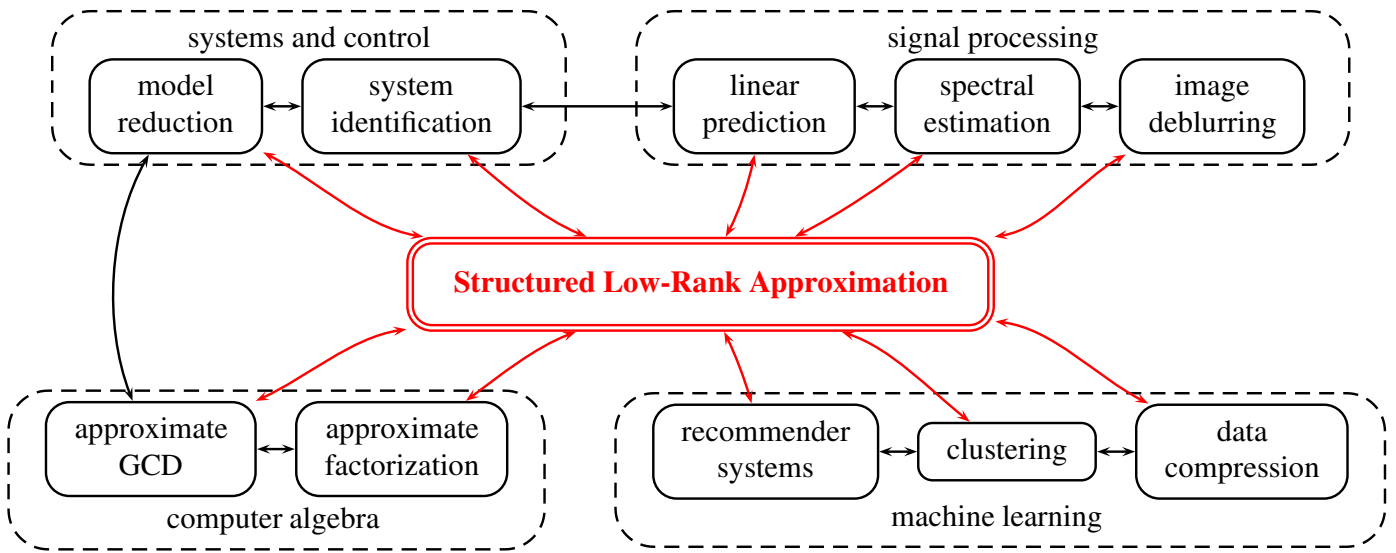 systems and control
model
reduction
system
identification
signal processing
linear
prediction
spectral
estimation
image
deblurring
Structured Low-Rank Approximation
approximate
GCD
approximate
factorization
computer algebra
recommender
systems
clustering
data
compression
machine learning